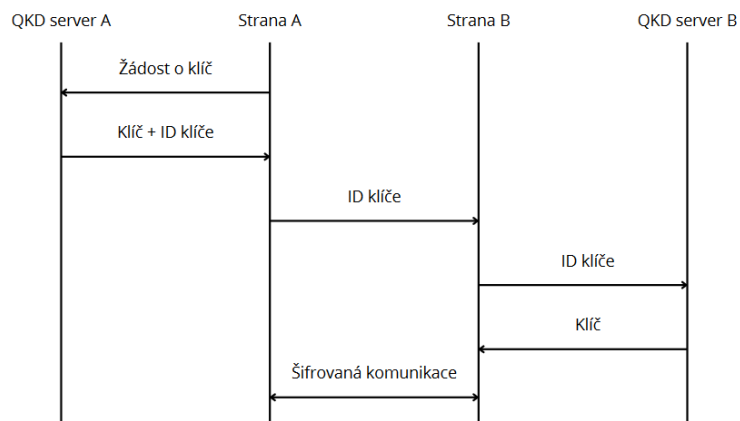 QKD server A
Strana A
Strana B
QKD server B
Žádost o klíč
Klíč + ID klíče
ID klíče
ID klíče
Klíč
Šifrovaná komunikace